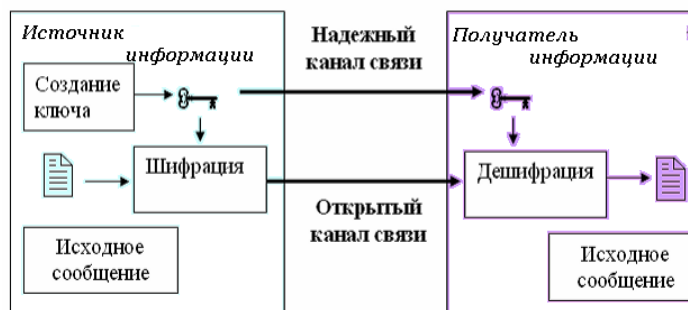 Источник
информации
Создание
ключа
Шифрация
Исходное
сообщение
Надежный
канал связи
Открытый
канал связи
Получатель
информации
Дешифрация
Исходное
сообщение